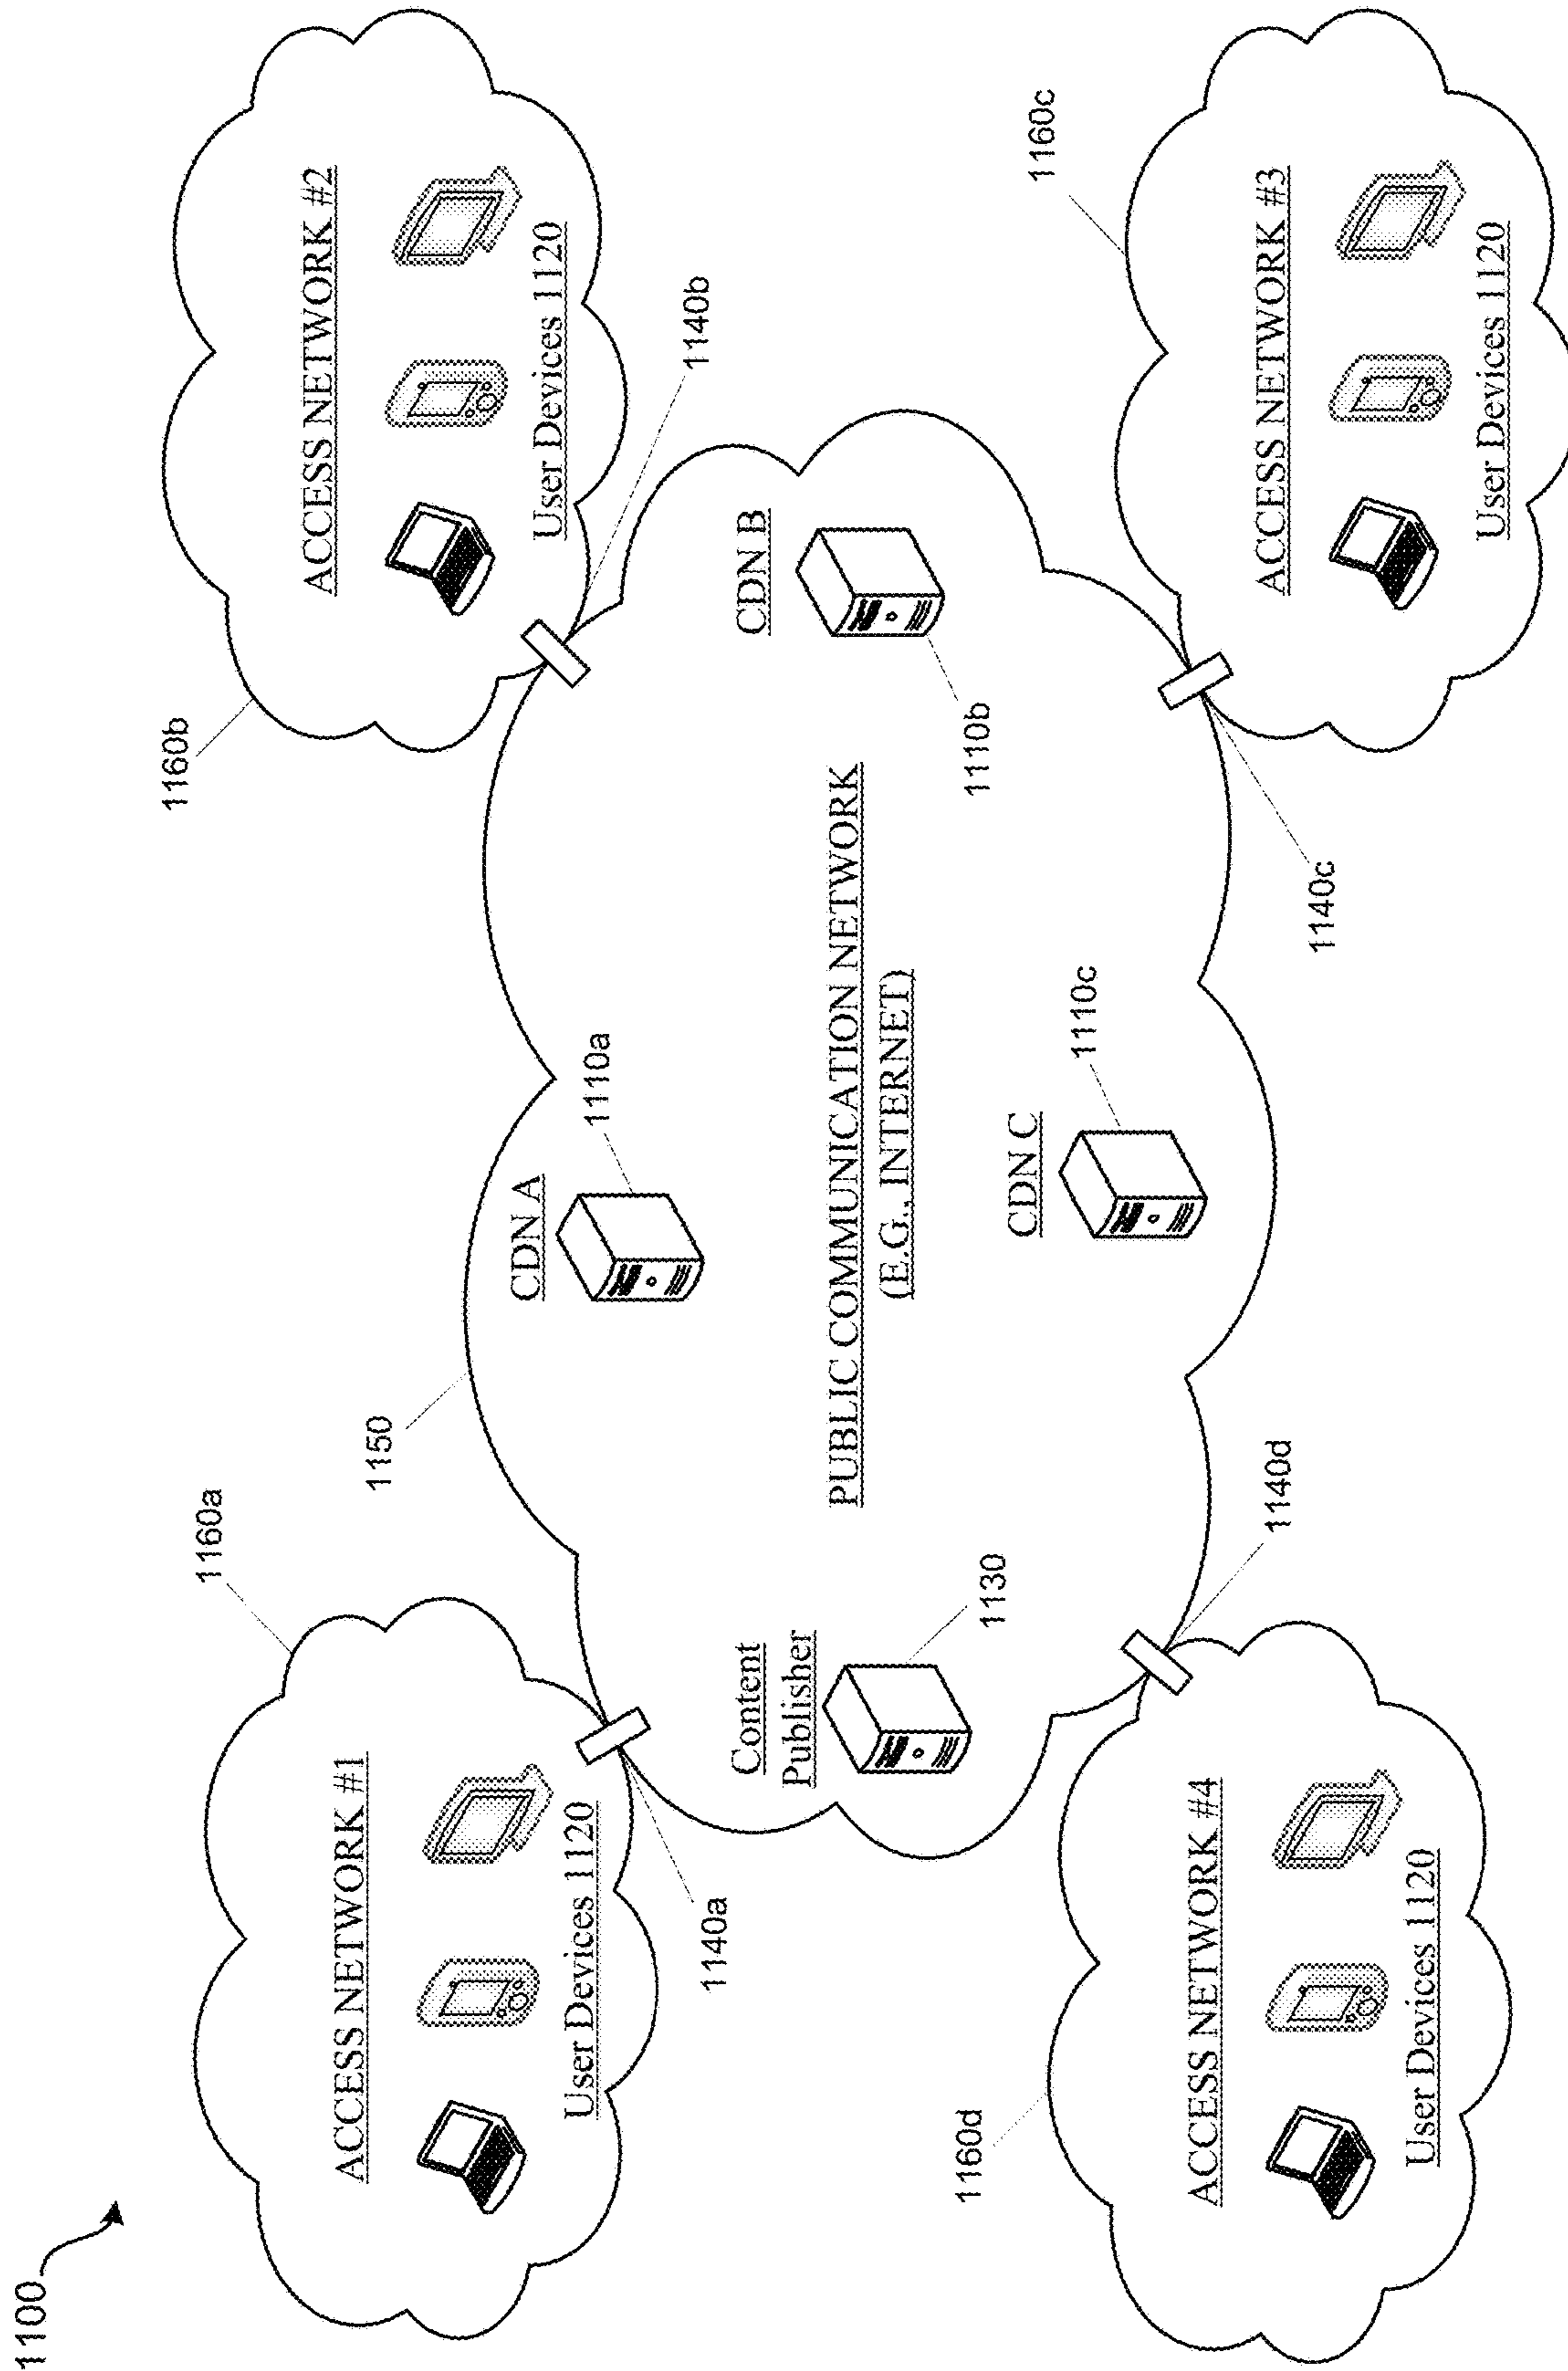 1100
1160a
ACCESS NETWORK #1
User Devices 1120
1140a
1150
1160b
ACCESS NETWORK #2
User Devices 1120
1140b
CDN A
1110a
CDN B
1110b
Content
Publisher
1130
PUBLIC COMMUNICATION NETWORK
(E.G., INTERNET)
CDN C
1110c
1160d
ACCESS NETWORK #4
User Devices 1120
1140d
1160c
ACCESS NETWORK #3
User Devices 1120
1140c